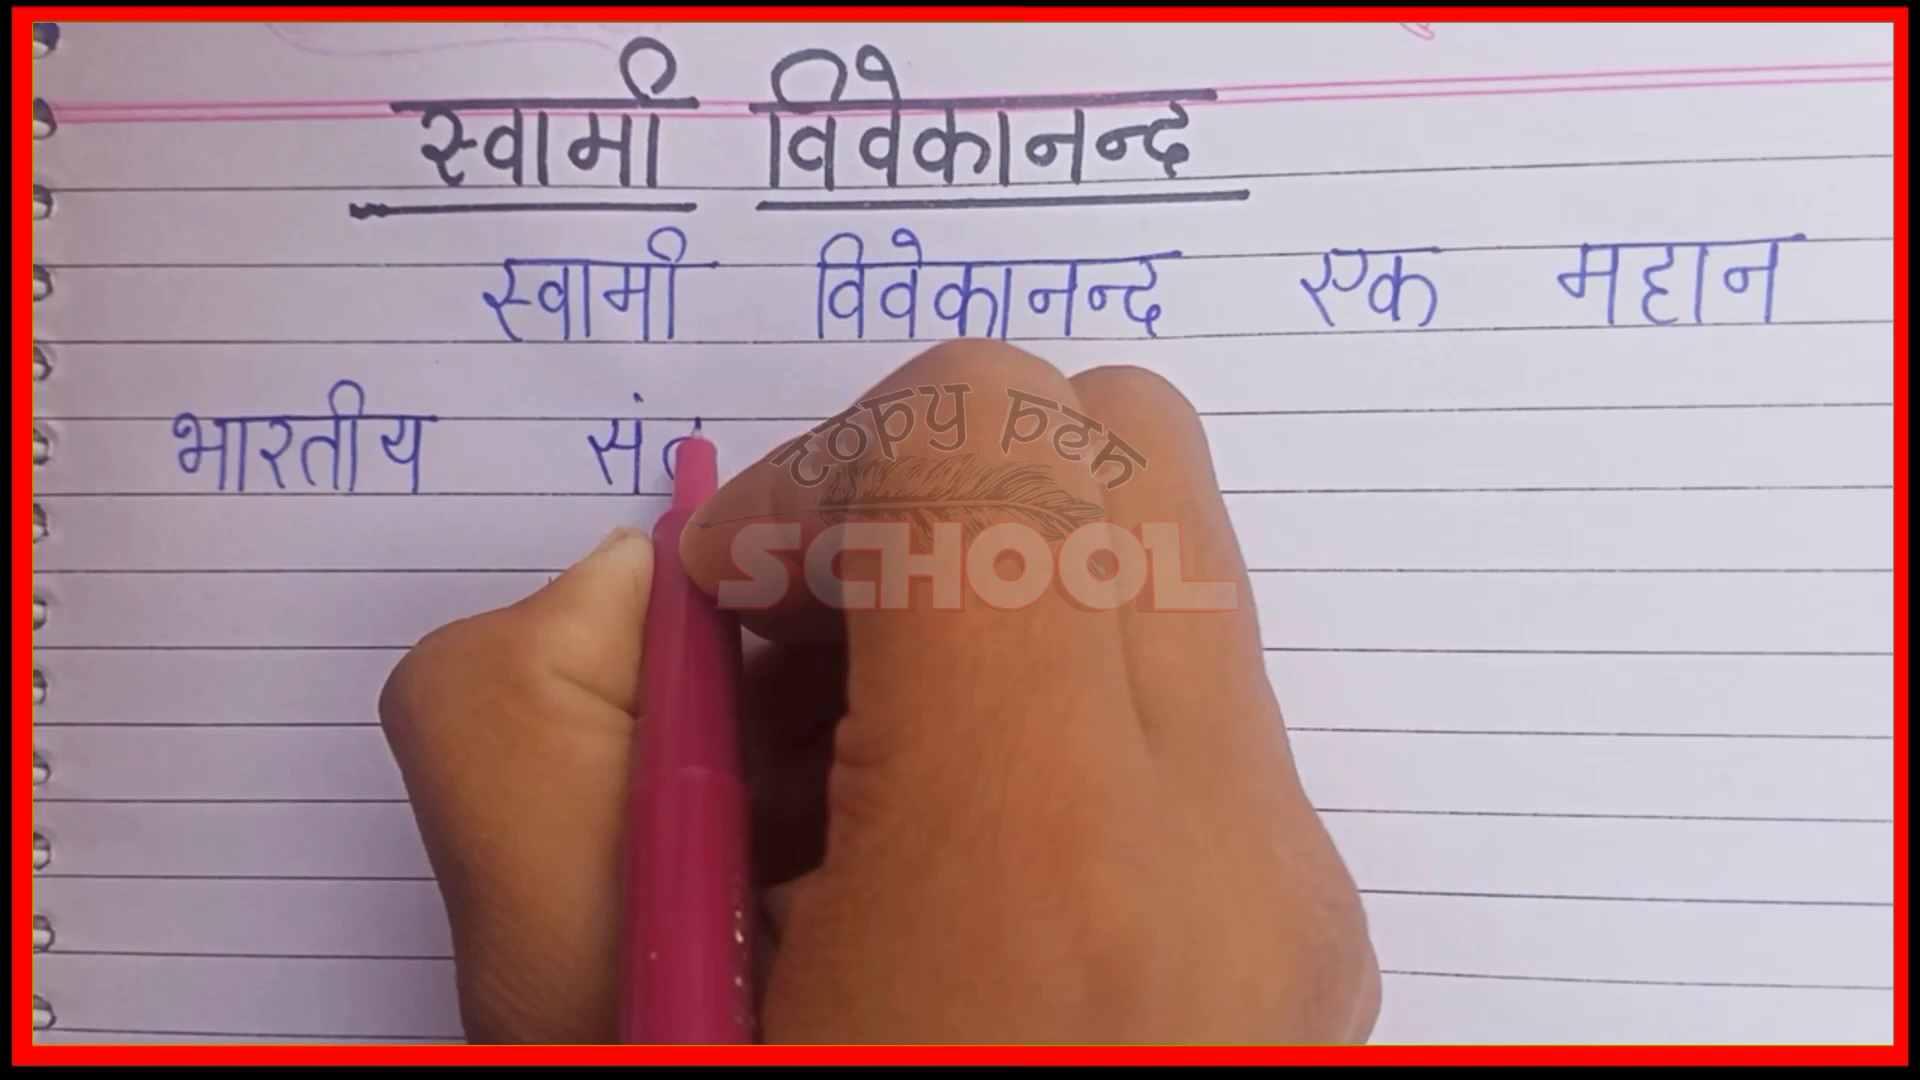 स्वामी विवेकानन्द
स्वामी विवेकानन्द एक महान
भारतीय संत
Copy Pen
SCHOOL